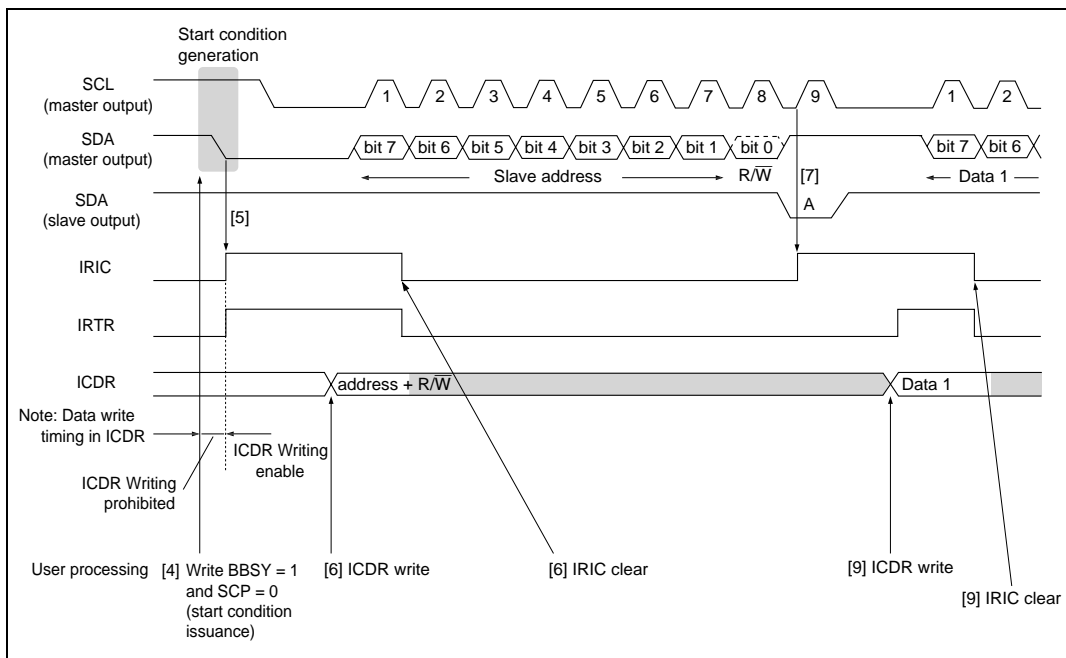 Start condition
generation
SCL
(master output)
1 2 3 4 5 6 7 8 9 1 2
SDA
(master output)
bit 7 bit 6 bit 5 bit 4 bit 3 bit 2 bit 1 bit 0 bit 7 bit 6
Slave address R/W̅ [7] Data 1
SDA
(slave output)
[5]
A
IRIC
IRTR
ICDR
address + R/W̅
Data 1
Note: Data write
timing in ICDR
ICDR Writing
enable
ICDR Writing
prohibited
User processing
[4] Write BBSY = 1
and SCP = 0
(start condition
issuance)
[6] ICDR write
[6] IRIC clear
[9] ICDR write
[9] IRIC clear